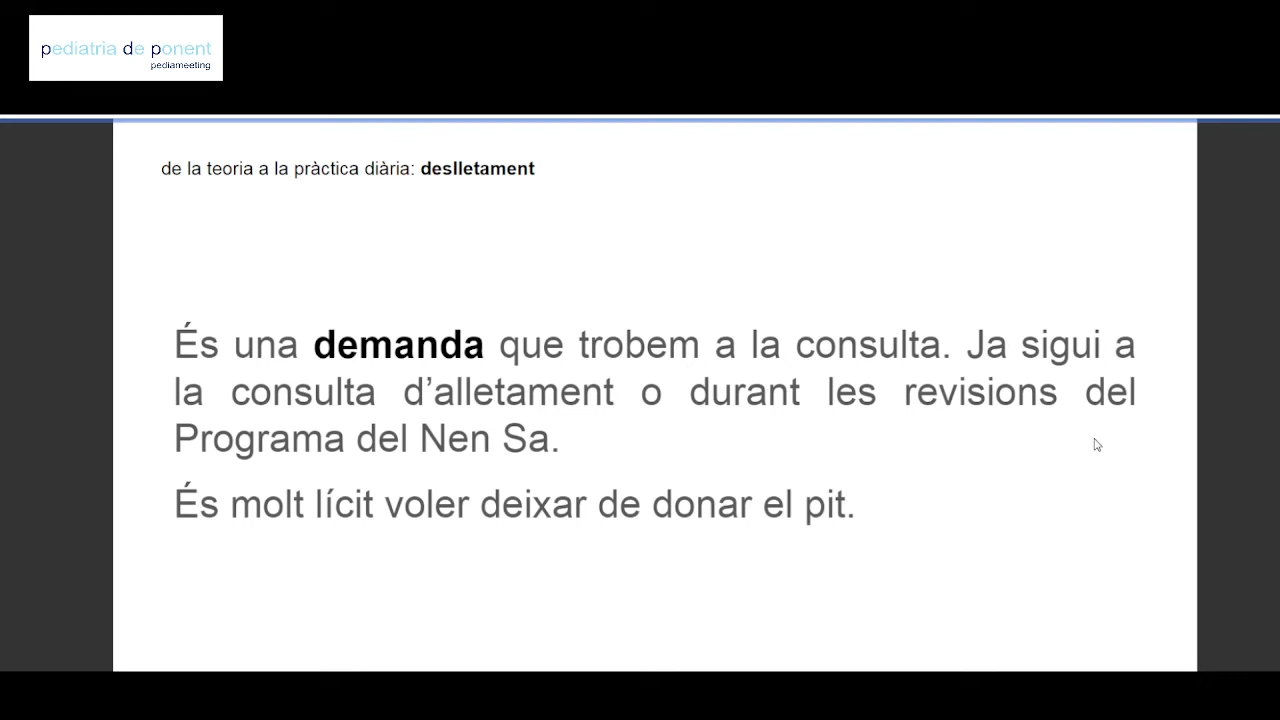 pediatria de ponent
pediameeting
de la teoria a la pràctica diària: deslletament
És una demanda que trobem a la consulta. Ja sigui a
la consulta d’alletament o durant les revisions del
Programa del Nen Sa.
És molt lícit voler deixar de donar el pit.